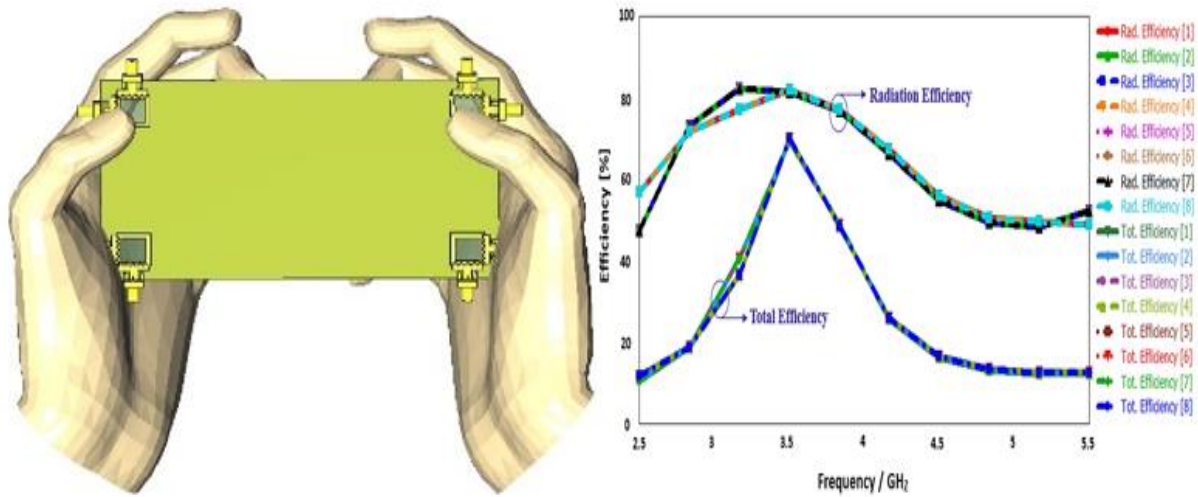 100
80
60
40
20
0
Efficiency [%]
Radiation Efficiency
Total Efficiency
2.5 3 3.5 4 4.5 5 5.5
Frequency / GHz
Rad. Efficiency [1]
Rad. Efficiency [2]
Rad. Efficiency [3]
Rad. Efficiency [4]
Rad. Efficiency [5]
Rad. Efficiency [6]
Rad. Efficiency [7]
Rad. Efficiency [8]
Tot. Efficiency [1]
Tot. Efficiency [2]
Tot. Efficiency [3]
Tot. Efficiency [4]
Tot. Efficiency [5]
Tot. Efficiency [6]
Tot. Efficiency [7]
Tot. Efficiency [8]